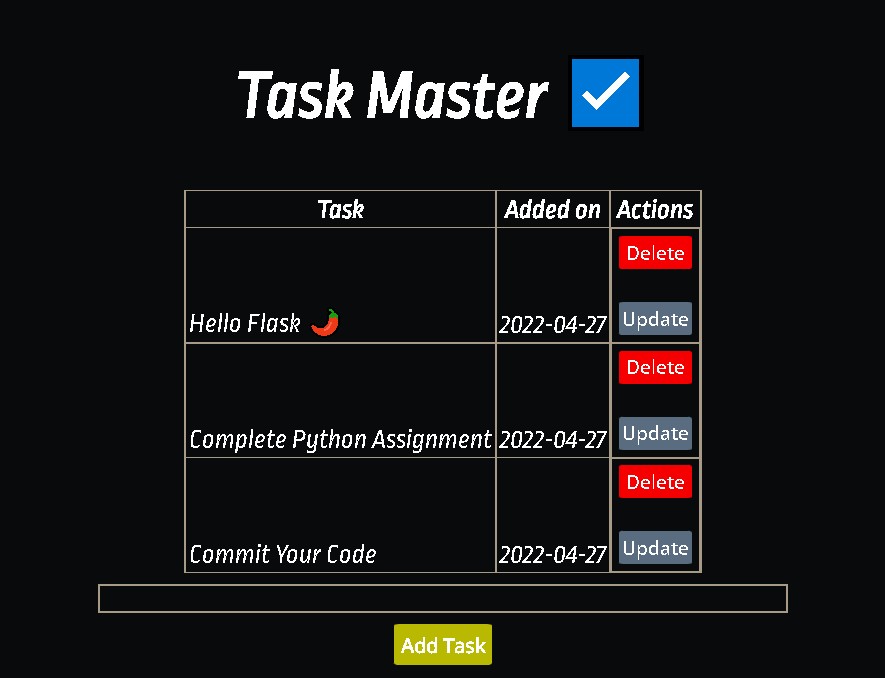 Task Master ✅
Task Added on Actions
Delete
Hello Flask 🌶 2022-04-27 Update
Delete
Complete Python Assignment 2022-04-27 Update
Delete
Commit Your Code 2022-04-27 Update
Add Task